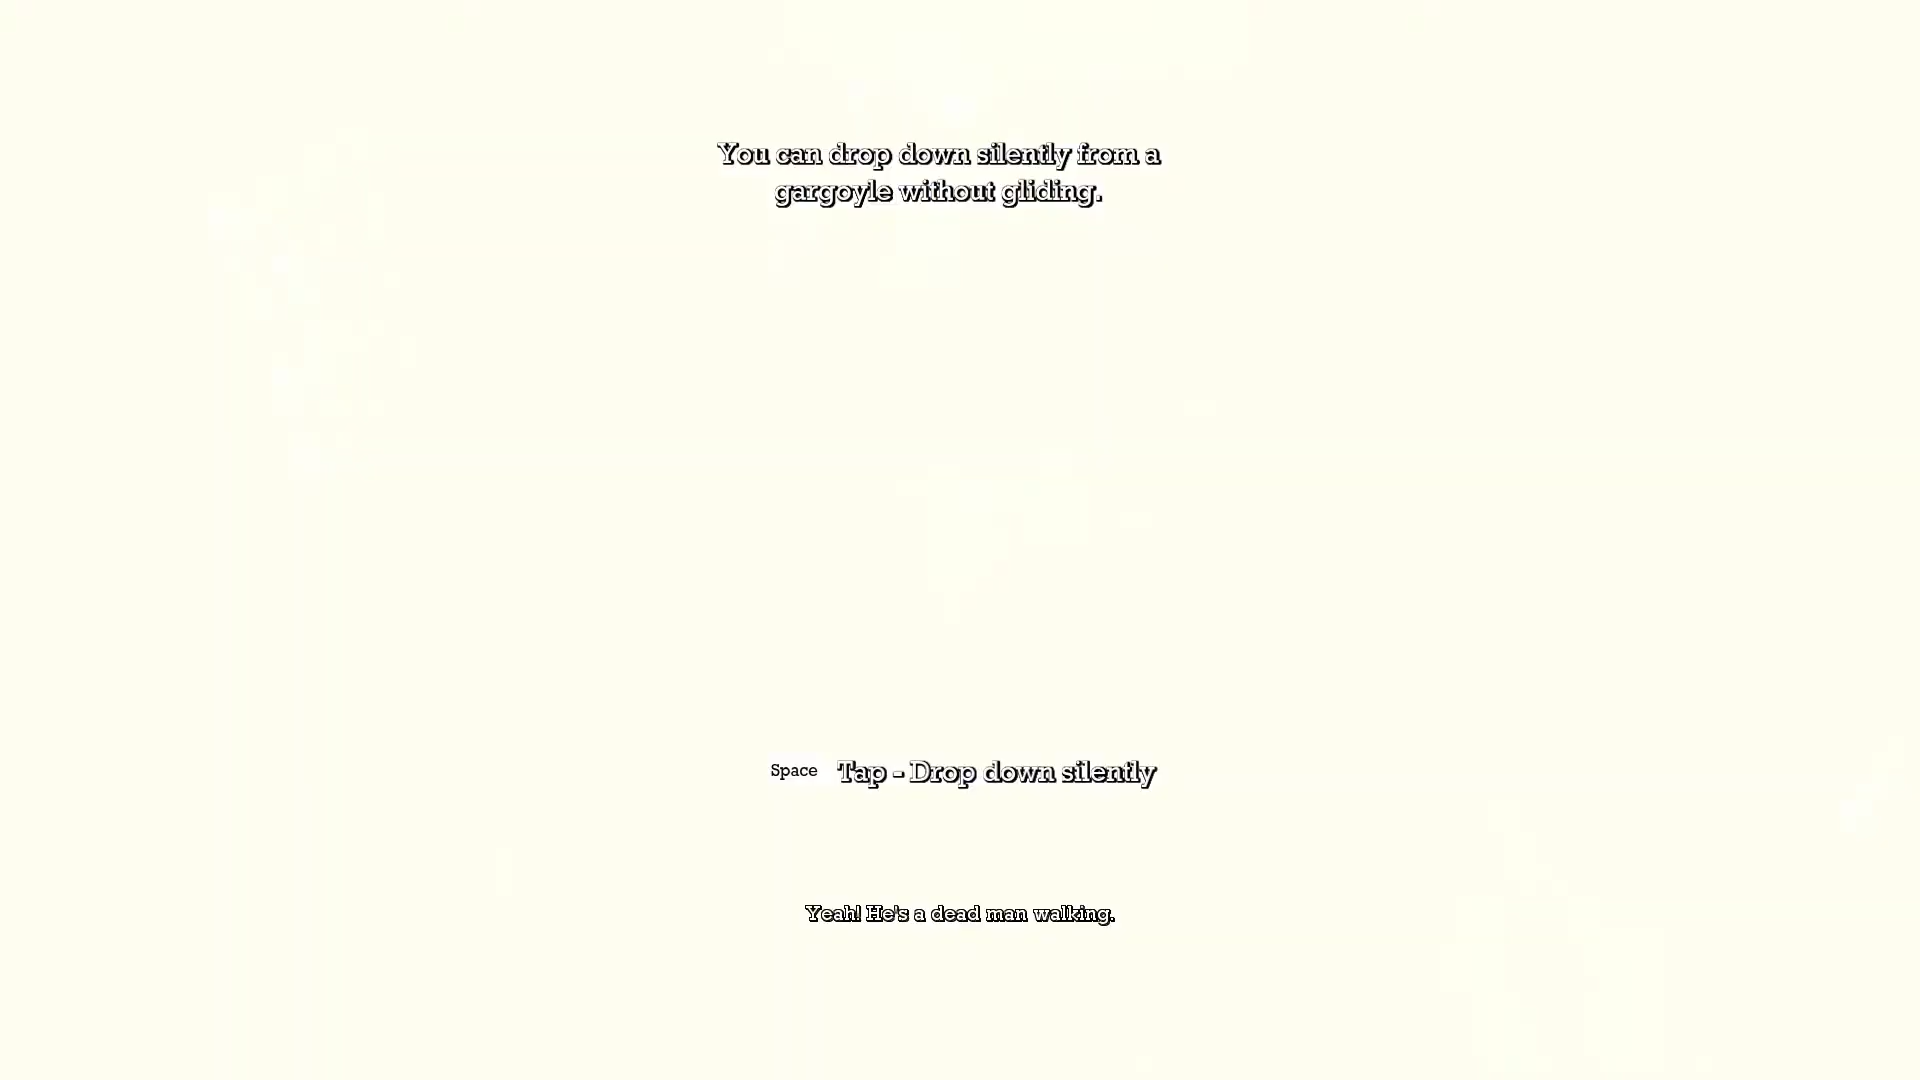 You can drop down silently from a
gargoyle without gliding.
Space Tap - Drop down silently
Yeah! He's a dead man walking.